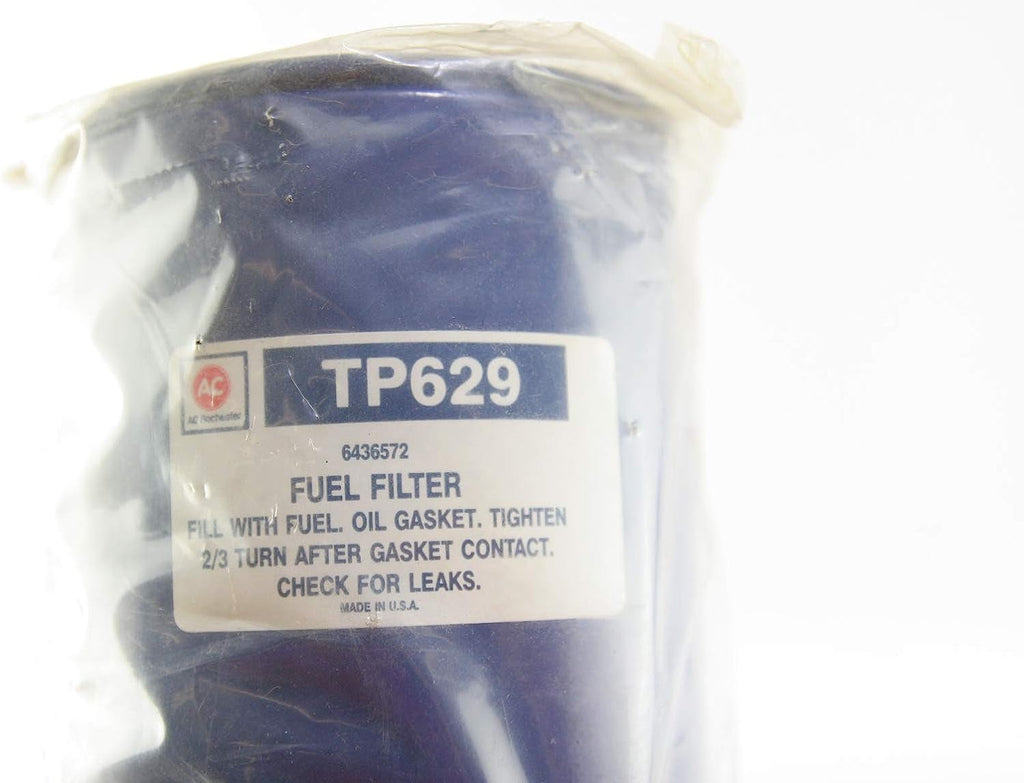 AC
AC Rochester
TP629
6436572
FUEL FILTER
FILL WITH FUEL. OIL GASKET. TIGHTEN
2/3 TURN AFTER GASKET CONTACT.
CHECK FOR LEAKS.
MADE IN U.S.A.